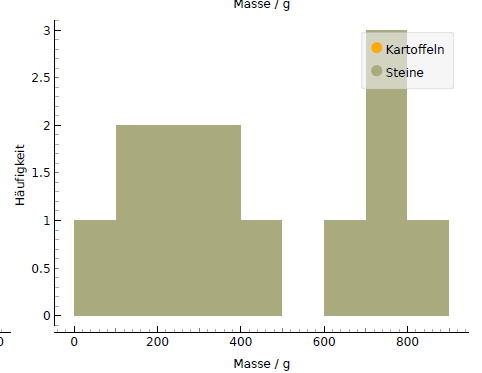 Masse / g
3
Kartoffeln
Steine
2.5
2
Häufigkeit
1.5
1
0.5
0
0 0 200 400 600 800
Masse / g